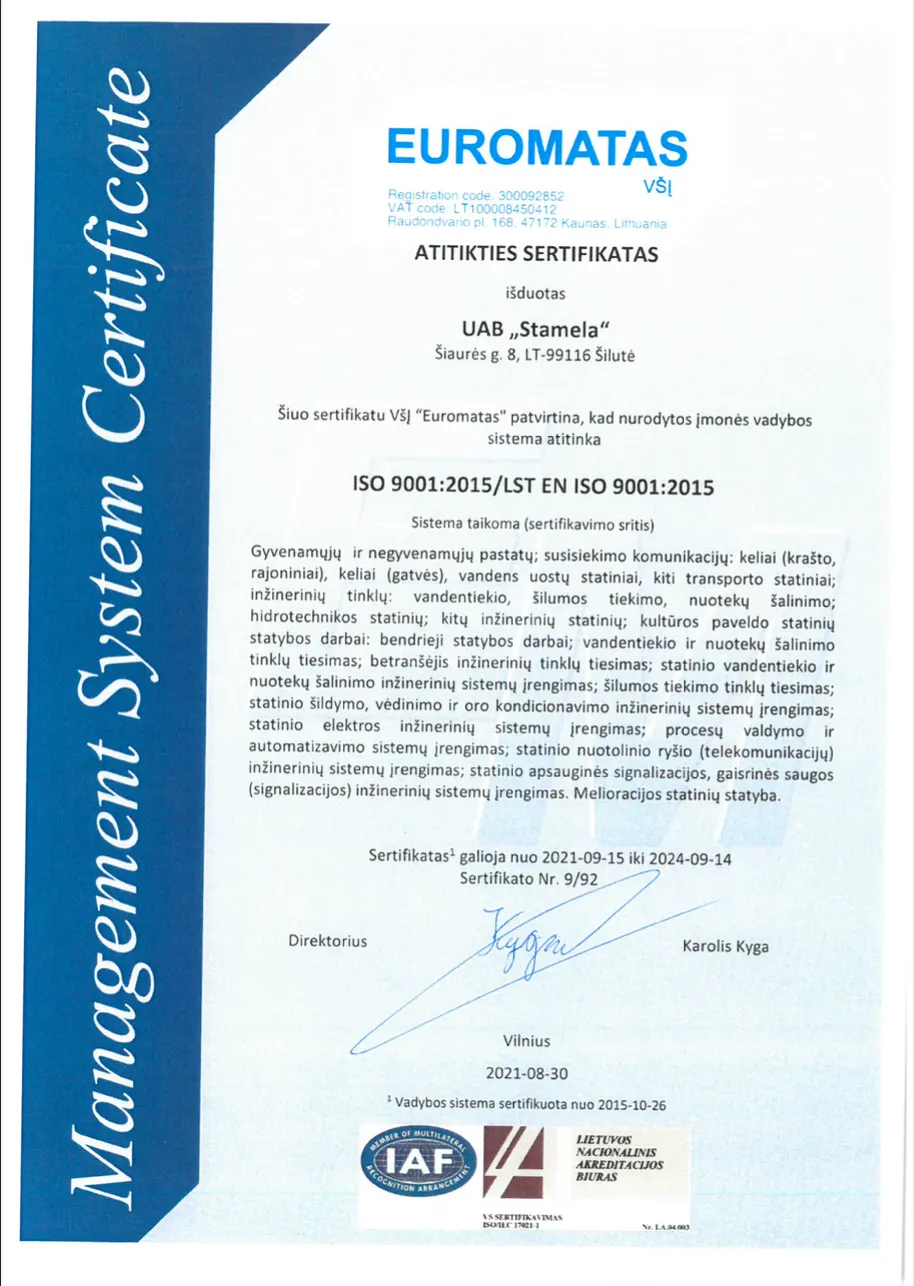 Management System Certificate
EUROMATAS
VŠĮ
Registration code: 300092852
VAT code: LT100008450412
Raudondvario pl. 168, 47172 Kaunas, Lithuania
ATITIKTIES SERTIFIKATAS
išduotas
UAB „Stamela“
Šiaurės g. 8, LT-99116 Šilutė
Šiuo sertifikatu VšĮ "Euromatas" patvirtina, kad nurodytos įmonės vadybos
sistema atitinka
ISO 9001:2015/LST EN ISO 9001:2015
Sistema taikoma (sertifikavimo sritis)
Gyvenamųjų ir negyvenamųjų pastatų; susisiekimo komunikacijų: keliai (krašto,
rajoniniai), keliai (gatvės), vandens uostų statiniai, kiti transporto statiniai;
inžinerinių tinklų: vandentiekio, šilumos tiekimo, nuotekų šalinimo;
hidrotechnikos statinių; kitų inžinerinių statinių; kultūros paveldo statinių
statybos darbai: bendrieji statybos darbai; vandentiekio ir nuotekų šalinimo
tinklų tiesimas; betranšėjis inžinerinių tinklų tiesimas; statinio vandentiekio ir
nuotekų šalinimo inžinerinių sistemų įrengimas; šilumos tiekimo tinklų tiesimas;
statinio šildymo, vėdinimo ir oro kondicionavimo inžinerinių sistemų įrengimas;
statinio elektros inžinerinių sistemų įrengimas; procesų valdymo ir
automatizavimo sistemų įrengimas; statinio nuotolinio ryšio (telekomunikacijų)
inžinerinių sistemų įrengimas; statinio apsauginės signalizacijos, gaisrinės saugos
(signalizacijos) inžinerinių sistemų įrengimas. Melioracijos statinių statyba.
Sertifikatas¹ galioja nuo 2021-09-15 iki 2024-09-14
Sertifikato Nr. 9/92
Direktorius
Kyga
Karolis Kyga
Vilnius
2021-08-30
¹ Vadybos sistema sertifikuota nuo 2015-10-26
MEMBER OF MULTILATERAL
IAF
RECOGNITION ARRANGEMENT
LIETUVOS
NACIONALINIS
AKREDITACIJOS
BIURAS
VS SERTIFIKAVIMAS
ISO/IEC 17021-1
Nr. LA.04.003